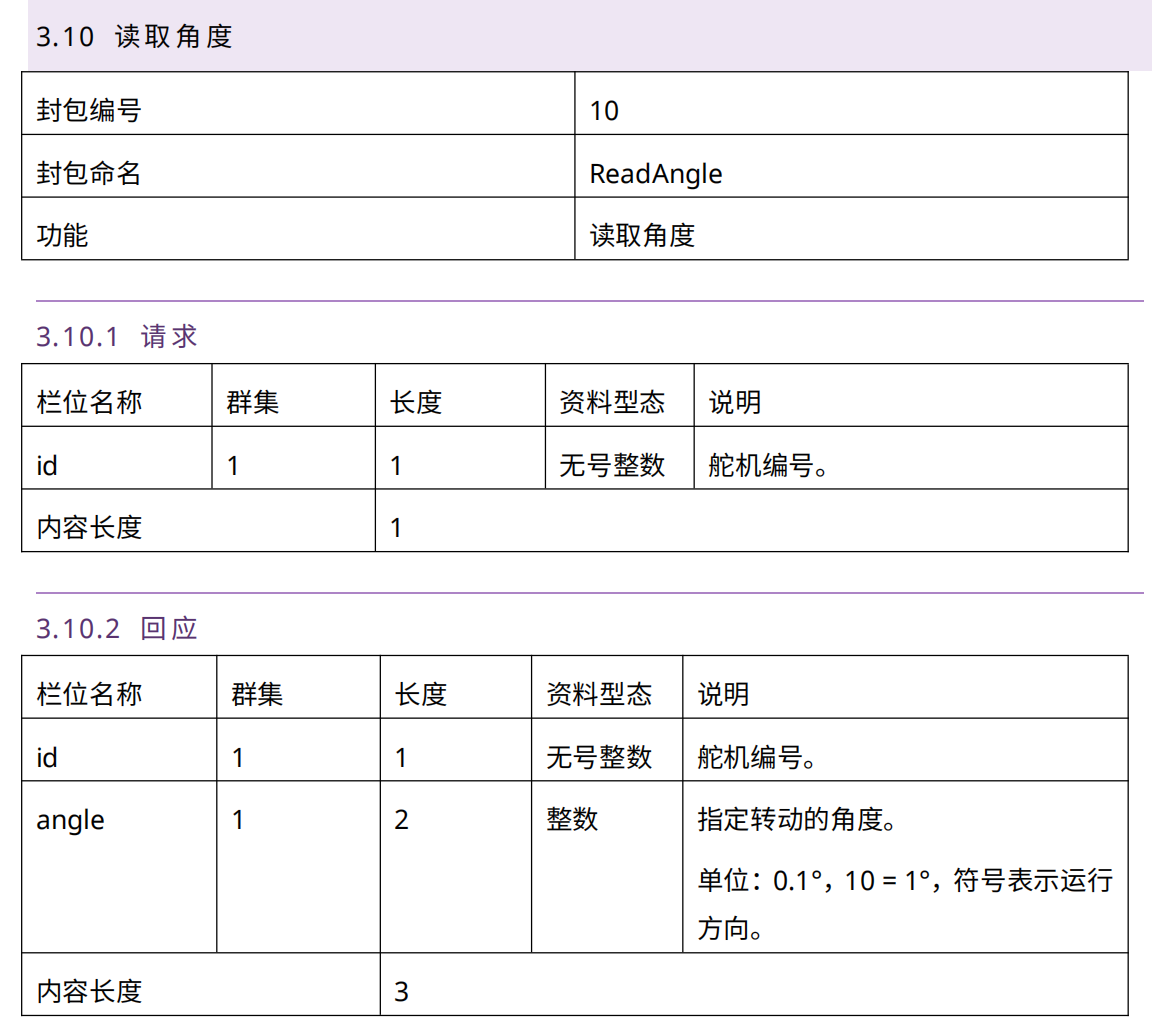 3.10 读取角度
封包编号 10
封包命名 ReadAngle
功能 读取角度
3.10.1 请求
栏位名称 群集 长度 资料型态 说明
id 1 1 无号整数 舵机编号。
内容长度 1
3.10.2 回应
栏位名称 群集 长度 资料型态 说明
id 1 1 无号整数 舵机编号。
angle 1 2 整数 指定转动的角度。
单位：0.1°，10 = 1°，符号表示运行
方向。
内容长度 3